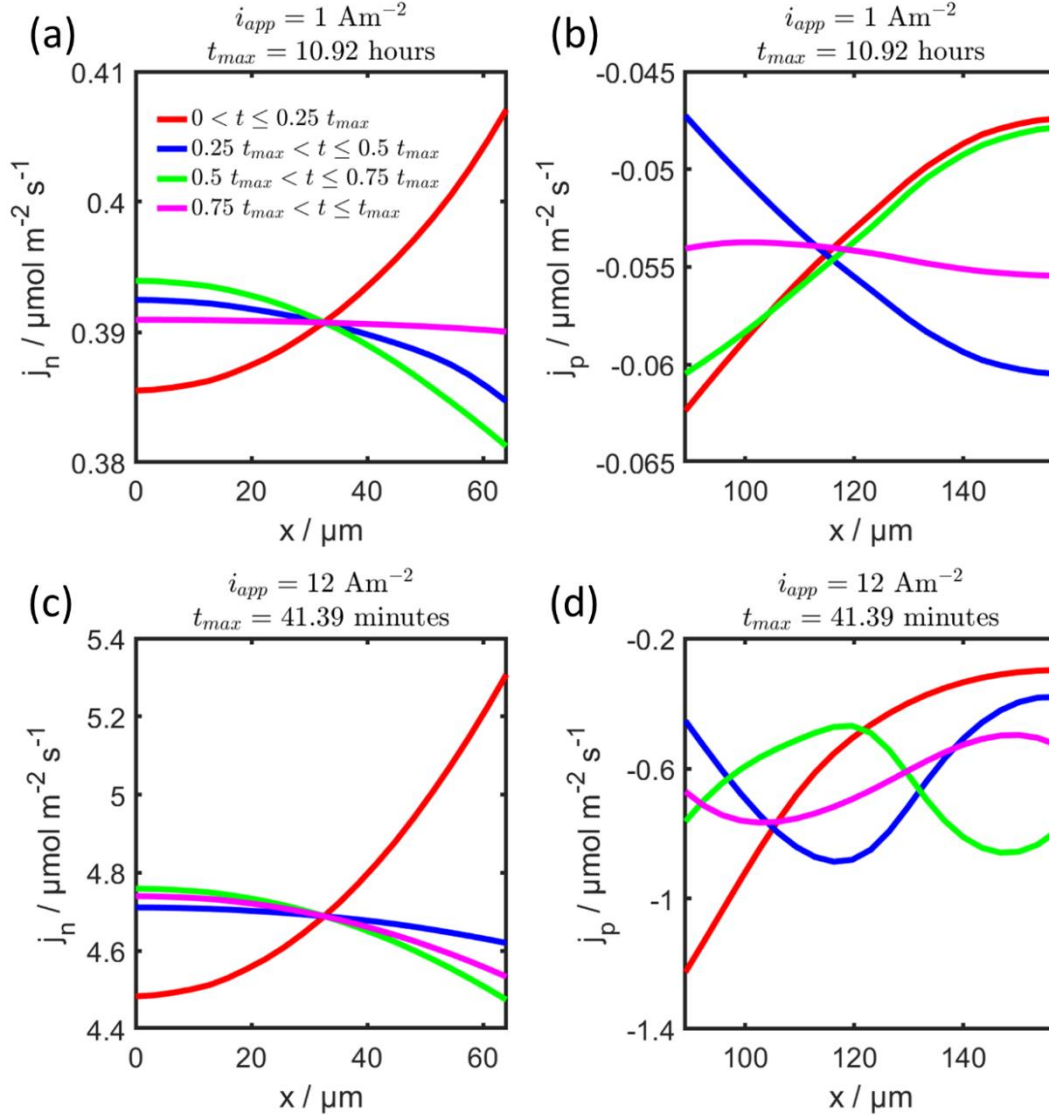 (a)
i_app = 1 Am⁻²
t_max = 10.92 hours
0.41
0.4
0.39
0.38
j_n / µmol m⁻² s⁻¹
0 < t ≤ 0.25 t_max
0.25 t_max < t ≤ 0.5 t_max
0.5 t_max < t ≤ 0.75 t_max
0.75 t_max < t ≤ t_max
0 20 40 60
x / µm
(b)
i_app = 1 Am⁻²
t_max = 10.92 hours
-0.045
-0.05
-0.055
-0.06
-0.065
j_p / µmol m⁻² s⁻¹
100 120 140
x / µm
(c)
i_app = 12 Am⁻²
t_max = 41.39 minutes
5.4
5.2
5
4.8
4.6
4.4
j_n / µmol m⁻² s⁻¹
0 20 40 60
x / µm
(d)
i_app = 12 Am⁻²
t_max = 41.39 minutes
-0.2
-0.6
-1
-1.4
j_p / µmol m⁻² s⁻¹
100 120 140
x / µm